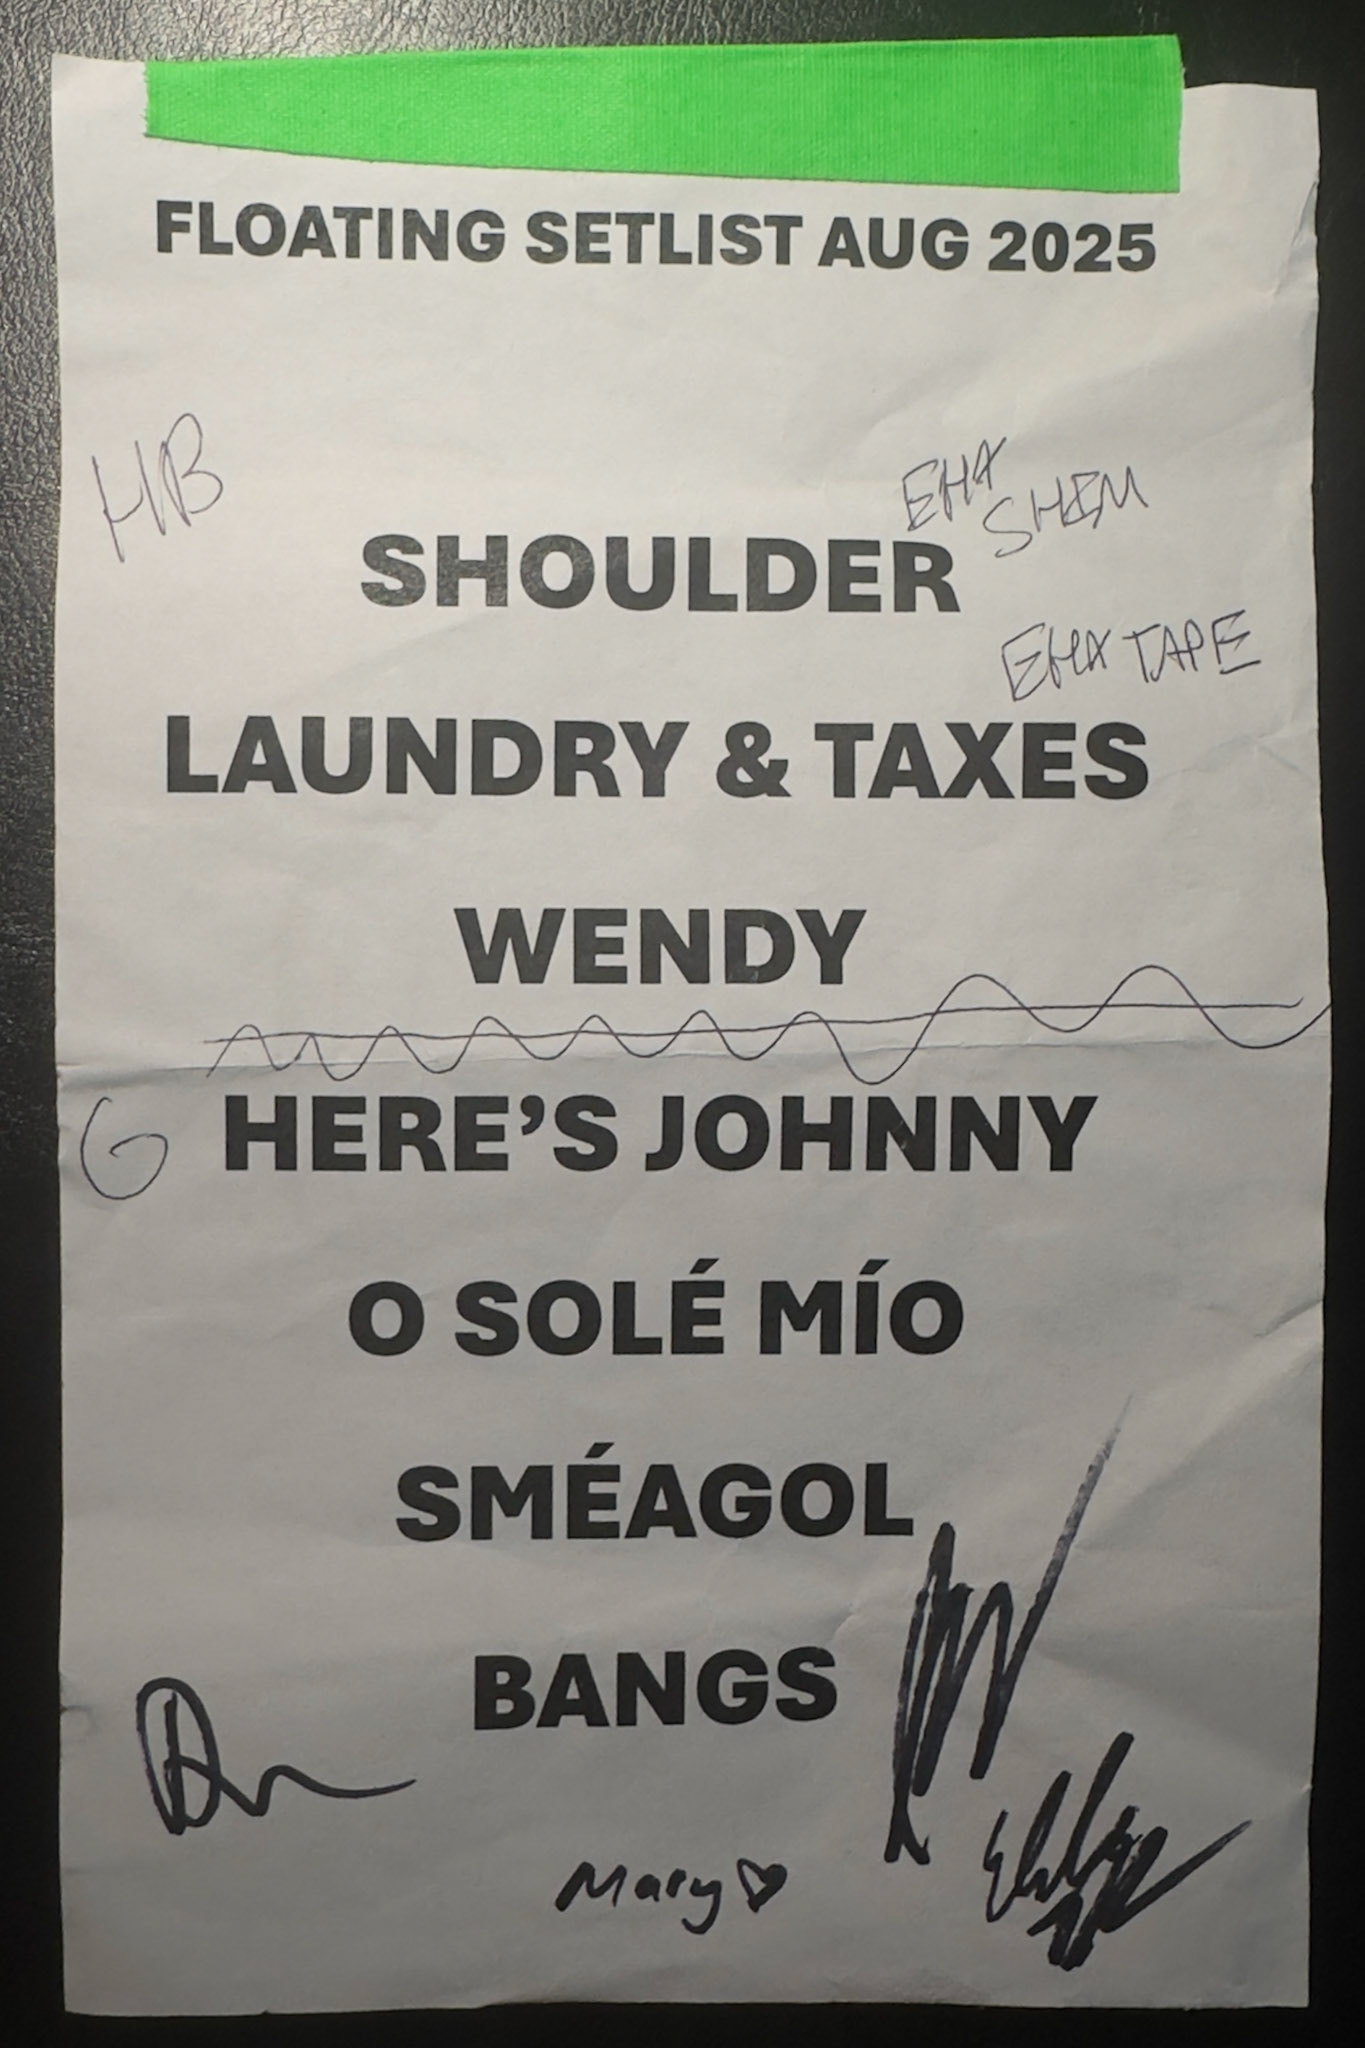 FLOATING SETLIST AUG 2025
HB
EHX
SHIM
SHOULDER
EHX TAPE
LAUNDRY & TAXES
WENDY
G HERE’S JOHNNY
O SOLÉ MÍO
SMÉAGOL
BANGS
Mary♡